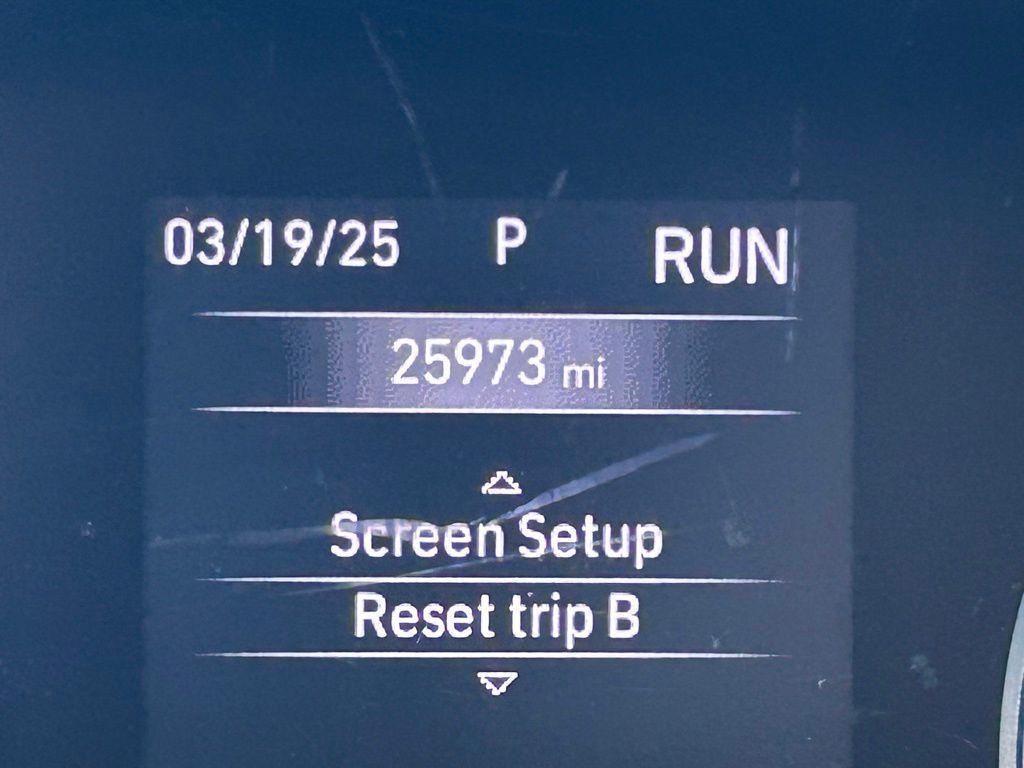 03/19/25 P RUN
25973 mi
Screen Setup
Reset trip B